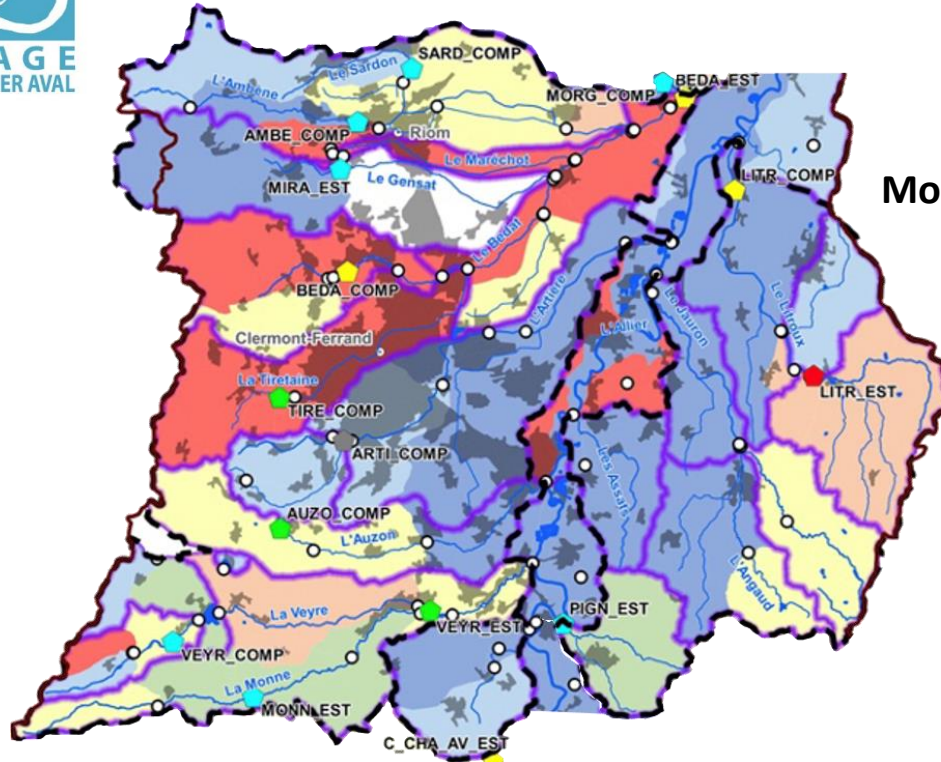 AGE
ER AVAL
SARD_COMP
Le Sardon
L'Ambène
BEDA_EST
MORG_COMP
AMBE_COMP
Riom
Le Marechot
MIRA_EST
Le Gensat
LITR_COMP
Mo
Le Bédat
BEDA_COMP
L'Artière
Le Jauron
Le Litroux
L'Allier
Clermont-Ferrand
La Tiretaine
TIRE_COMP
LITR_EST
ARTI_COMP
Les Assats
AUZO_COMP
L'Auzon
L'Angaud
La Veyre
PIGN_EST
VEYR_EST
VEYR_COMP
La Monne
MONN_EST
C_CHA_AV_EST